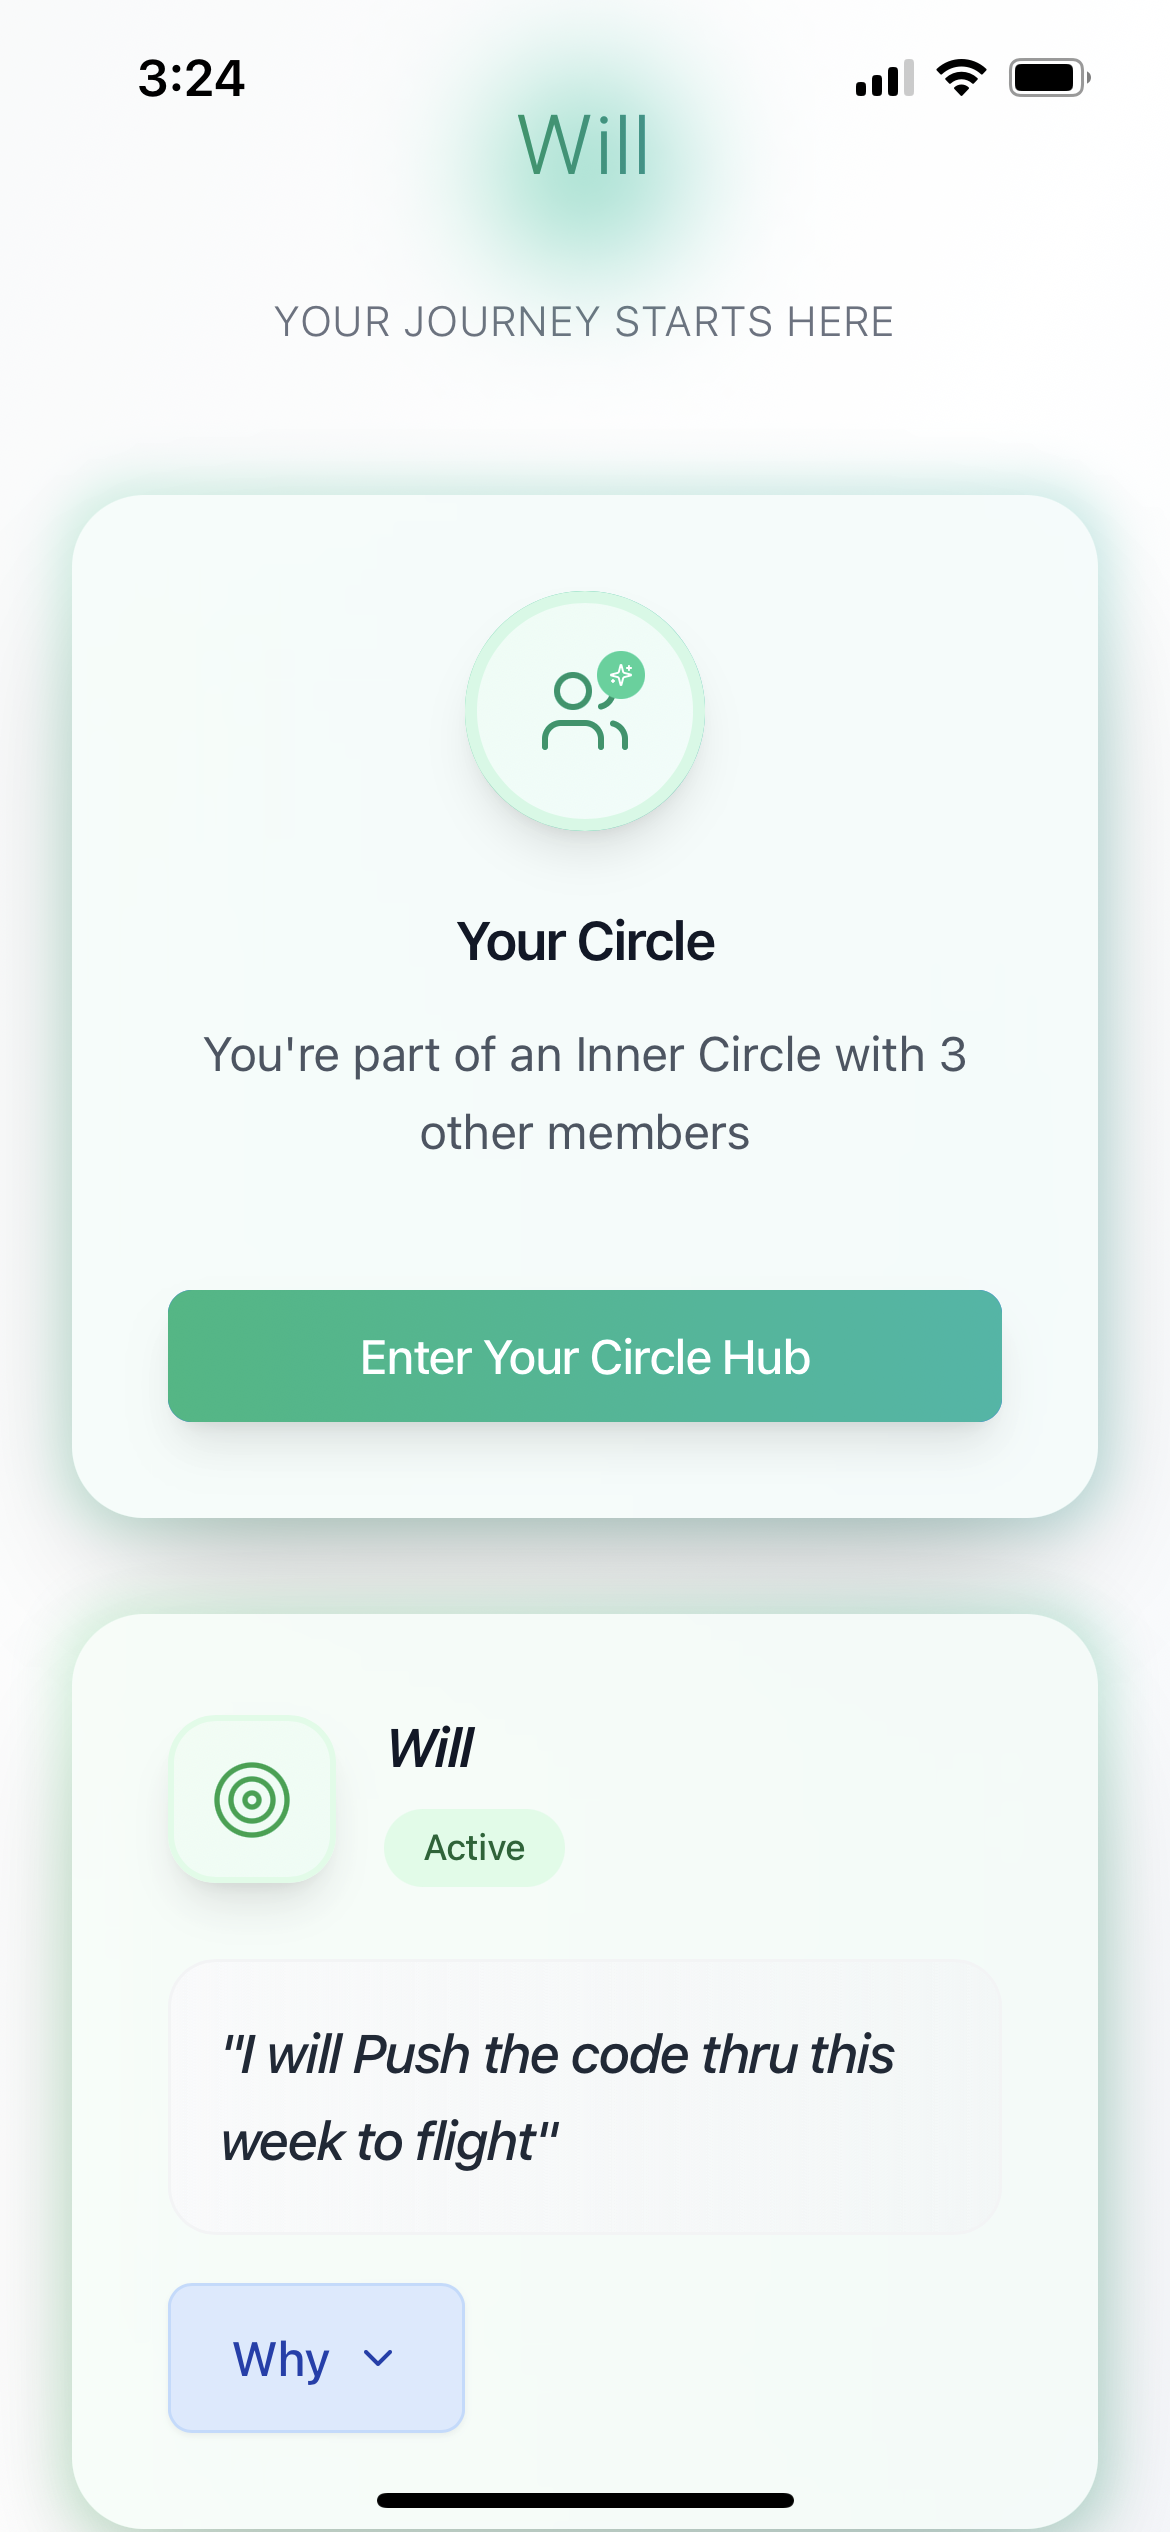 3:24
Will
YOUR JOURNEY STARTS HERE
Your Circle
You're part of an Inner Circle with 3
other members
Enter Your Circle Hub
Will
Active
"I will Push the code thru this
week to flight"
Why